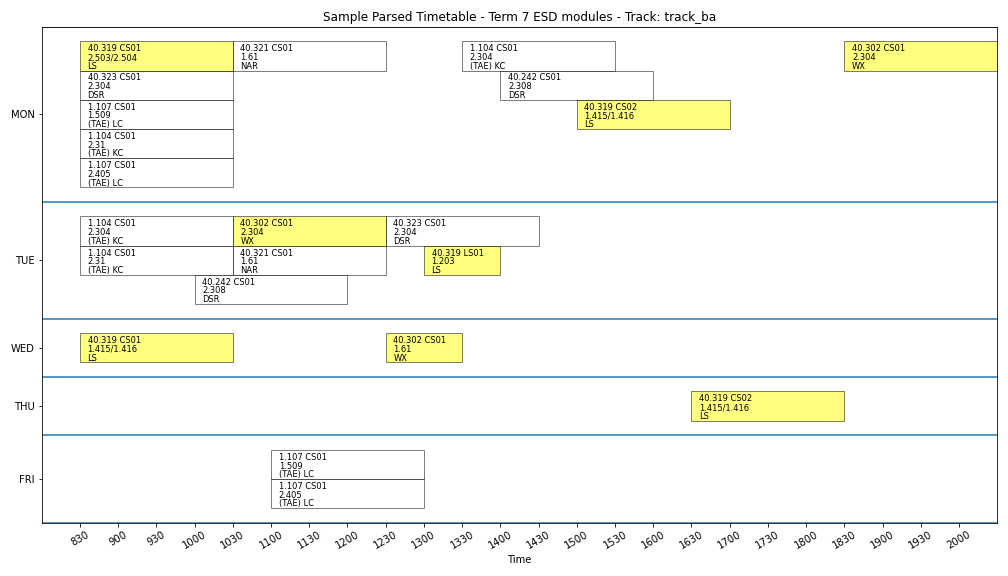 Sample Parsed Timetable - Term 7 ESD modules - Track: track_ba
MON
40.319 CS01
2.503/2.504
LS
40.321 CS01
1.61
NAR
1.104 CS01
2.304
(TAE) KC
40.302 CS01
2.304
WX
40.323 CS01
2.304
DSR
40.242 CS01
2.308
DSR
1.107 CS01
1.509
(TAE) LC
40.319 CS02
1.415/1.416
LS
1.104 CS01
2.31
(TAE) KC
1.107 CS01
2.405
(TAE) LC
TUE
1.104 CS01
2.304
(TAE) KC
40.302 CS01
2.304
WX
40.323 CS01
2.304
DSR
1.104 CS01
2.31
(TAE) KC
40.321 CS01
1.61
NAR
40.319 LS01
1.203
LS
40.242 CS01
2.308
DSR
WED
40.319 CS01
1.415/1.416
LS
40.302 CS01
1.61
WX
THU
40.319 CS02
1.415/1.416
LS
FRI
1.107 CS01
1.509
(TAE) LC
1.107 CS01
2.405
(TAE) LC
830 900 930 1000 1030 1100 1130 1200 1230 1300 1330 1400 1430 1500 1530 1600 1630 1700 1730 1800 1830 1900 1930 2000
Time